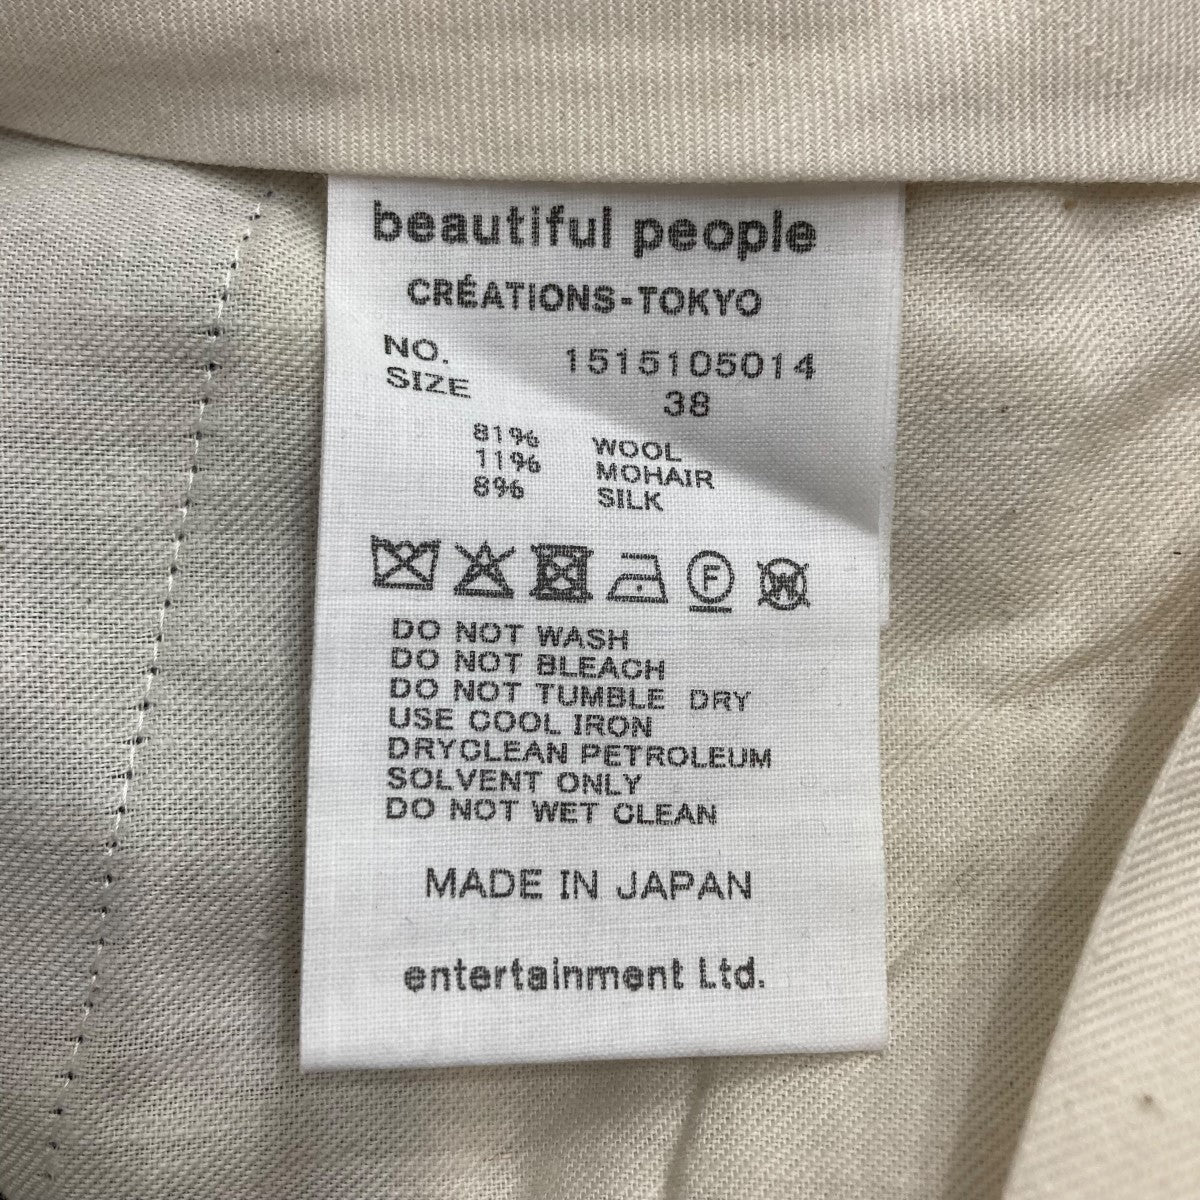 beautiful people
CRÉATIONS-TOKYO
NO. 1515105014
SIZE 38
81% WOOL
11% MOHAIR
8% SILK
F W
DO NOT WASH
DO NOT BLEACH
DO NOT TUMBLE DRY
USE COOL IRON
DRYCLEAN PETROLEUM
SOLVENT ONLY
DO NOT WET CLEAN
MADE IN JAPAN
entertainment Ltd.